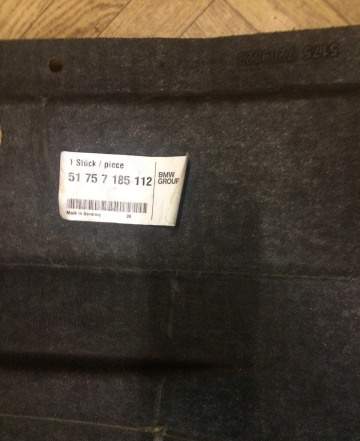 1 Stück / piece
51 75 7 185 112
BMW
GROUP
Made in Germany